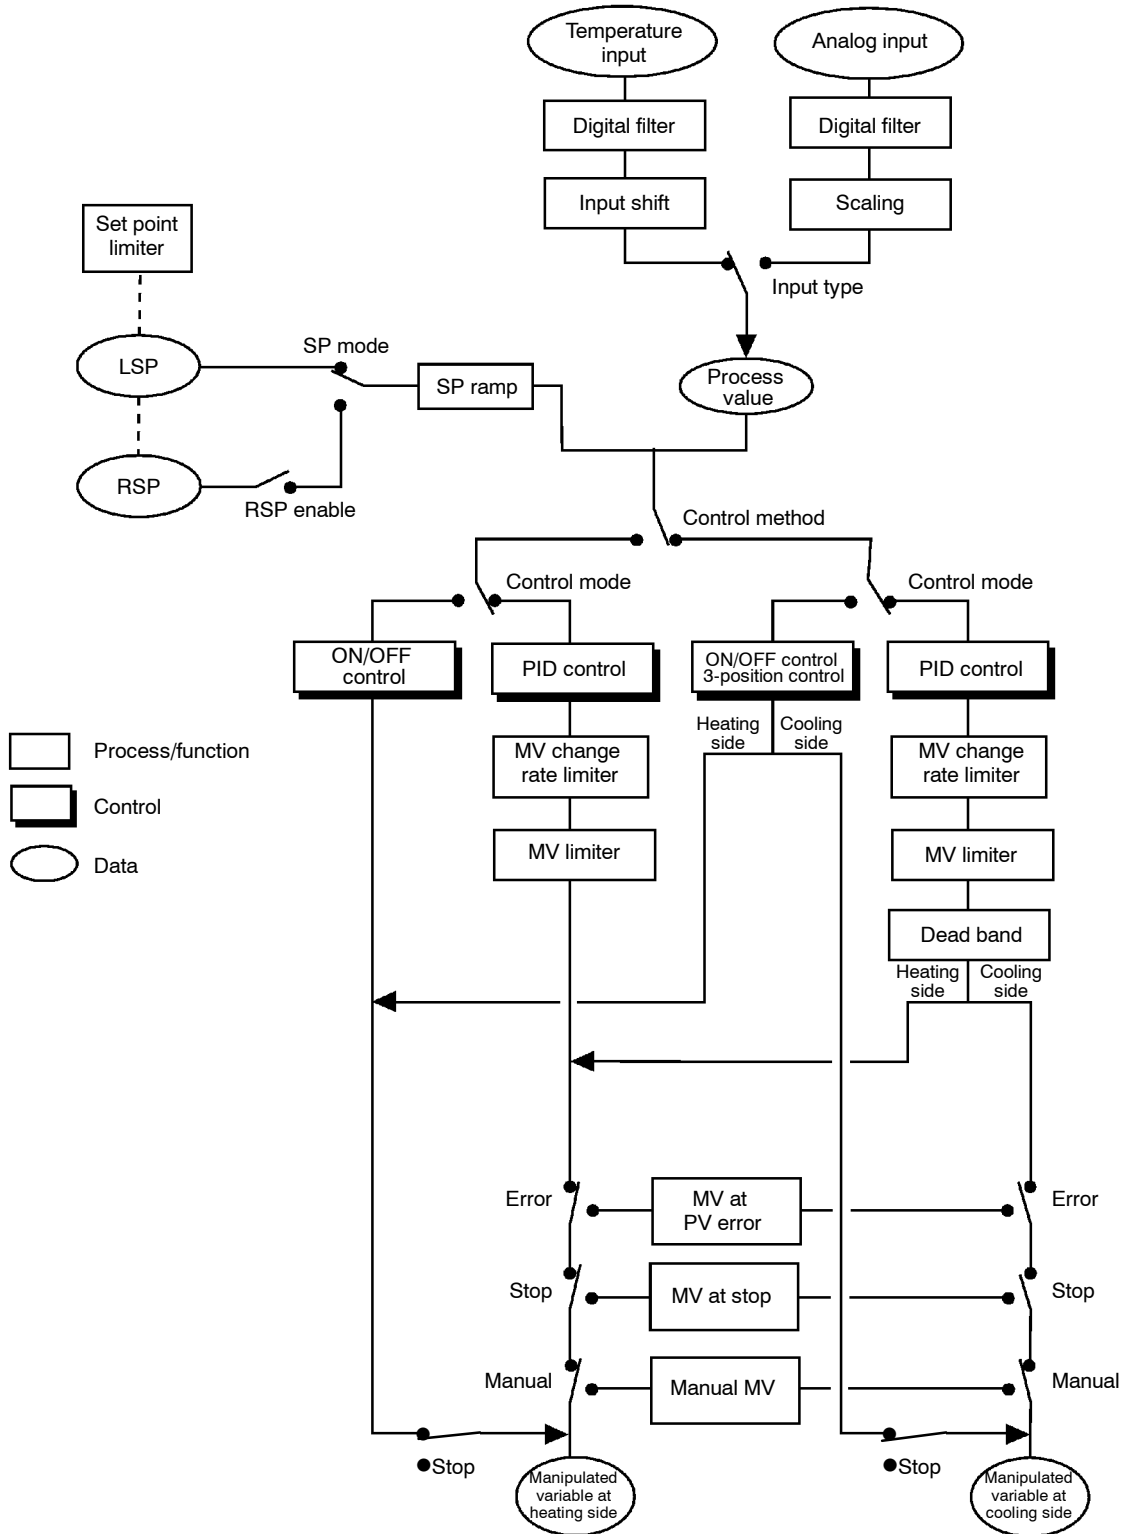 Temperature
input
Analog input
Digital filter
Digital filter
Input shift
Scaling
Set point
limiter
Input type
SP mode
LSP
SP ramp
Process
value
RSP
RSP enable
Control method
Control mode
Control mode
ON/OFF
control
PID control
ON/OFF control
3-position control
PID control
Heating
side
Cooling
side
MV change
rate limiter
MV change
rate limiter
Process/function
Control
Data
MV limiter
MV limiter
Dead band
Heating
side
Cooling
side
Error
MV at
PV error
Error
Stop
MV at stop
Stop
Manual
Manual MV
Manual
Stop
Manipulated
variable at
heating side
Stop
Manipulated
variable at
cooling side